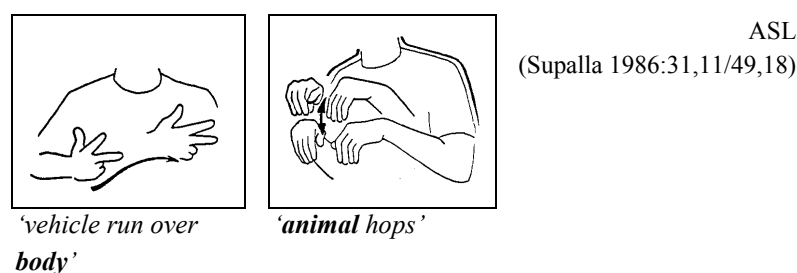 ASL
(Supalla 1986:31,11/49,18)
‘vehicle run over
body’
‘animal hops’